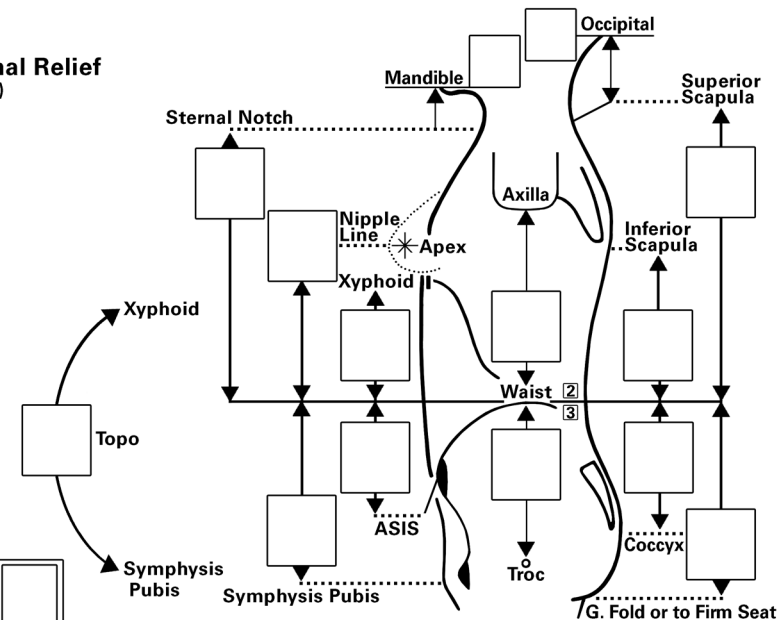 Occipital
nal Relief
)
Mandible
Superior
Scapula
Sternal Notch
Axilla
Nipple
Line
Apex
Inferior
Scapula
Xyphoid
Xyphoid
Waist
2
3
Topo
ASIS
Coccyx
Troc
Symphysis
Pubis
Symphysis Pubis
G. Fold or to Firm Seat